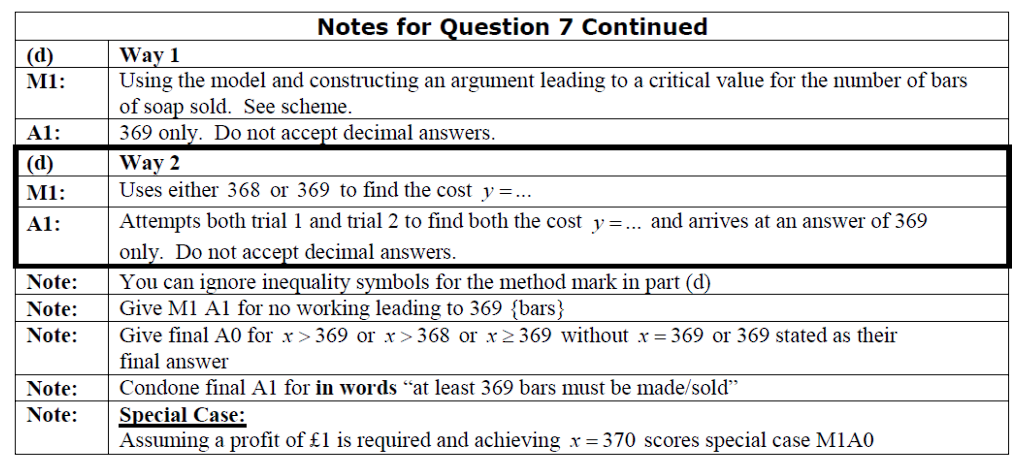 Notes for Question 7 Continued
(d) Way 1
M1: Using the model and constructing an argument leading to a critical value for the number of bars
of soap sold. See scheme.
A1: 369 only. Do not accept decimal answers.
(d) Way 2
M1: Uses either 368 or 369 to find the cost y = ...
A1: Attempts both trial 1 and trial 2 to find both the cost y = ... and arrives at an answer of 369
only. Do not accept decimal answers.
Note: You can ignore inequality symbols for the method mark in part (d)
Note: Give M1 A1 for no working leading to 369 {bars}
Note: Give final A0 for x > 369 or x > 368 or x ≥ 369 without x = 369 or 369 stated as their
final answer
Note: Condone final A1 for in words “at least 369 bars must be made/sold”
Note: Special Case:
Assuming a profit of £1 is required and achieving x = 370 scores special case M1A0